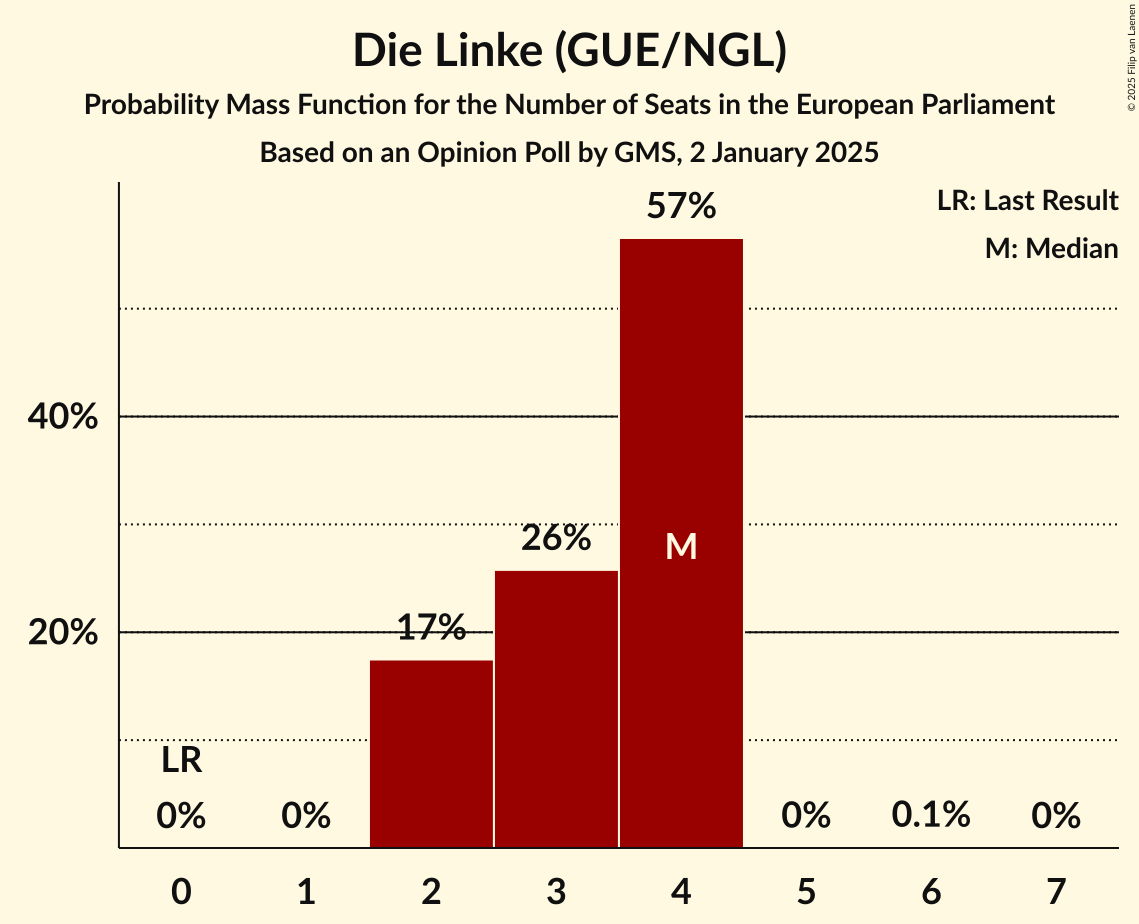 Die Linke (GUE/NGL)
Probability Mass Function for the Number of Seats in the European Parliament
Based on an Opinion Poll by GMS, 2 January 2025
© 2025 Filip van Laenen
LR: Last Result
M: Median
57%
40%
26%
M
20%
17%
LR
0%
0%
0%
0.1%
0%
0
1
2
3
4
5
6
7